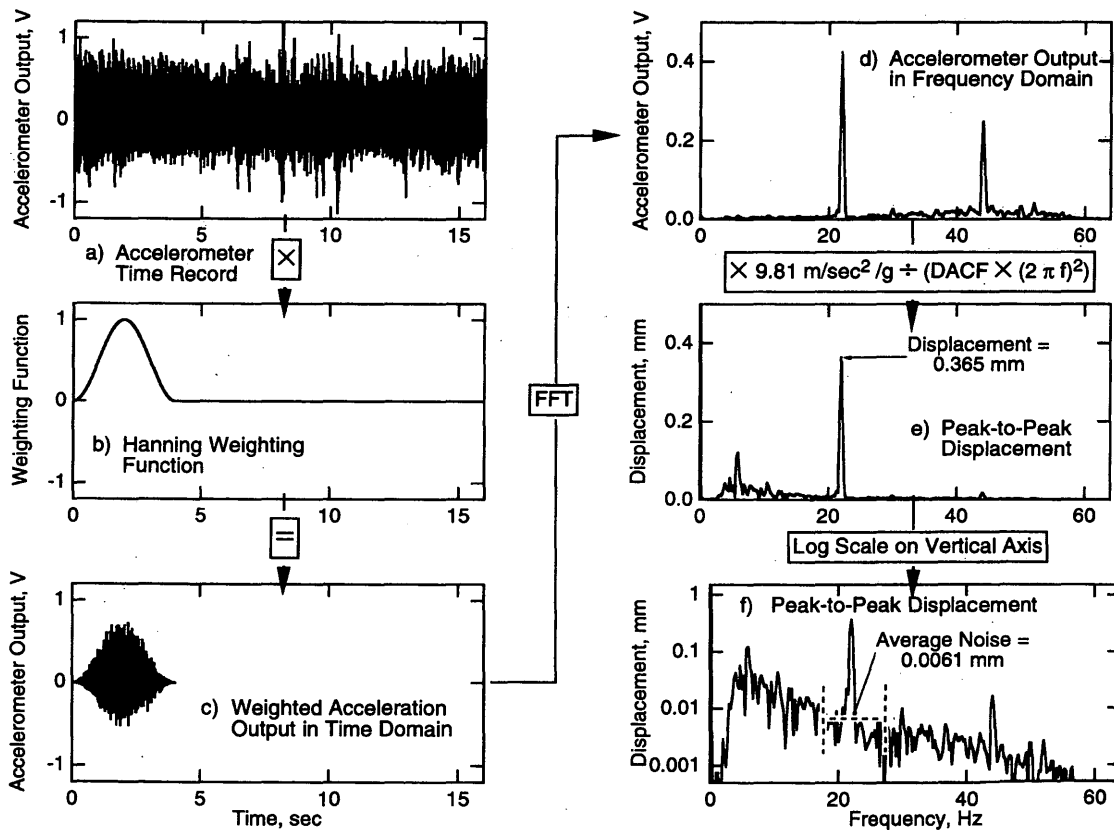 Accelerometer Output, V
1
0
-1
0 5 10 15
a) Accelerometer
Time Record
×
Weighting Function
1
0
-1
b) Hanning Weighting
Function
0 5 10 15
=
Accelerometer Output, V
1
0
-1
c) Weighted Acceleration
Output in Time Domain
0 5 10 15
Time, sec
FFT
Accelerometer Output, V
0.4
0.2
0.0
d) Accelerometer Output
in Frequency Domain
0 20 40 60
× 9.81 m/sec² /g ÷ (DACF × (2 π f)²)
Displacement, mm
0.4
0.2
0.0
Displacement =
0.365 mm
e) Peak-to-Peak
Displacement
0 20 40 60
Log Scale on Vertical Axis
Displacement, mm
1
0.1
0.01
0.001
f) Peak-to-Peak Displacement
Average Noise =
0.0061 mm
0 20 40 60
Frequency, Hz